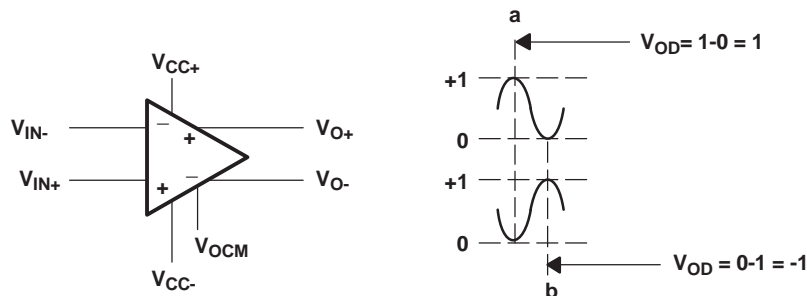 a
V_OD= 1-0 = 1
V_CC+
+1
V_IN-
–
+
V_O+
0
V_IN+
+
–
V_O-
+1
V_OCM
0
V_CC-
V_OD = 0-1 = -1
b